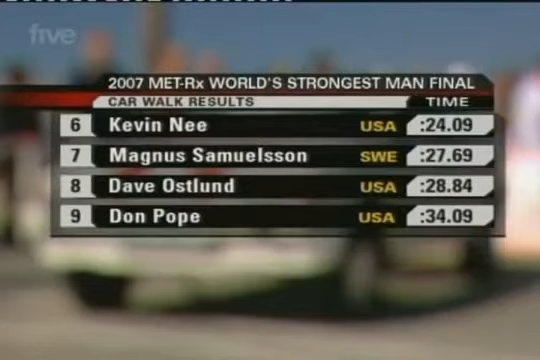 five
2007 MET-Rx WORLD'S STRONGEST MAN FINAL
CAR WALK RESULTS TIME
6 Kevin Nee USA :24.09
7 Magnus Samuelsson SWE :27.69
8 Dave Ostlund USA :28.84
9 Don Pope USA :34.09